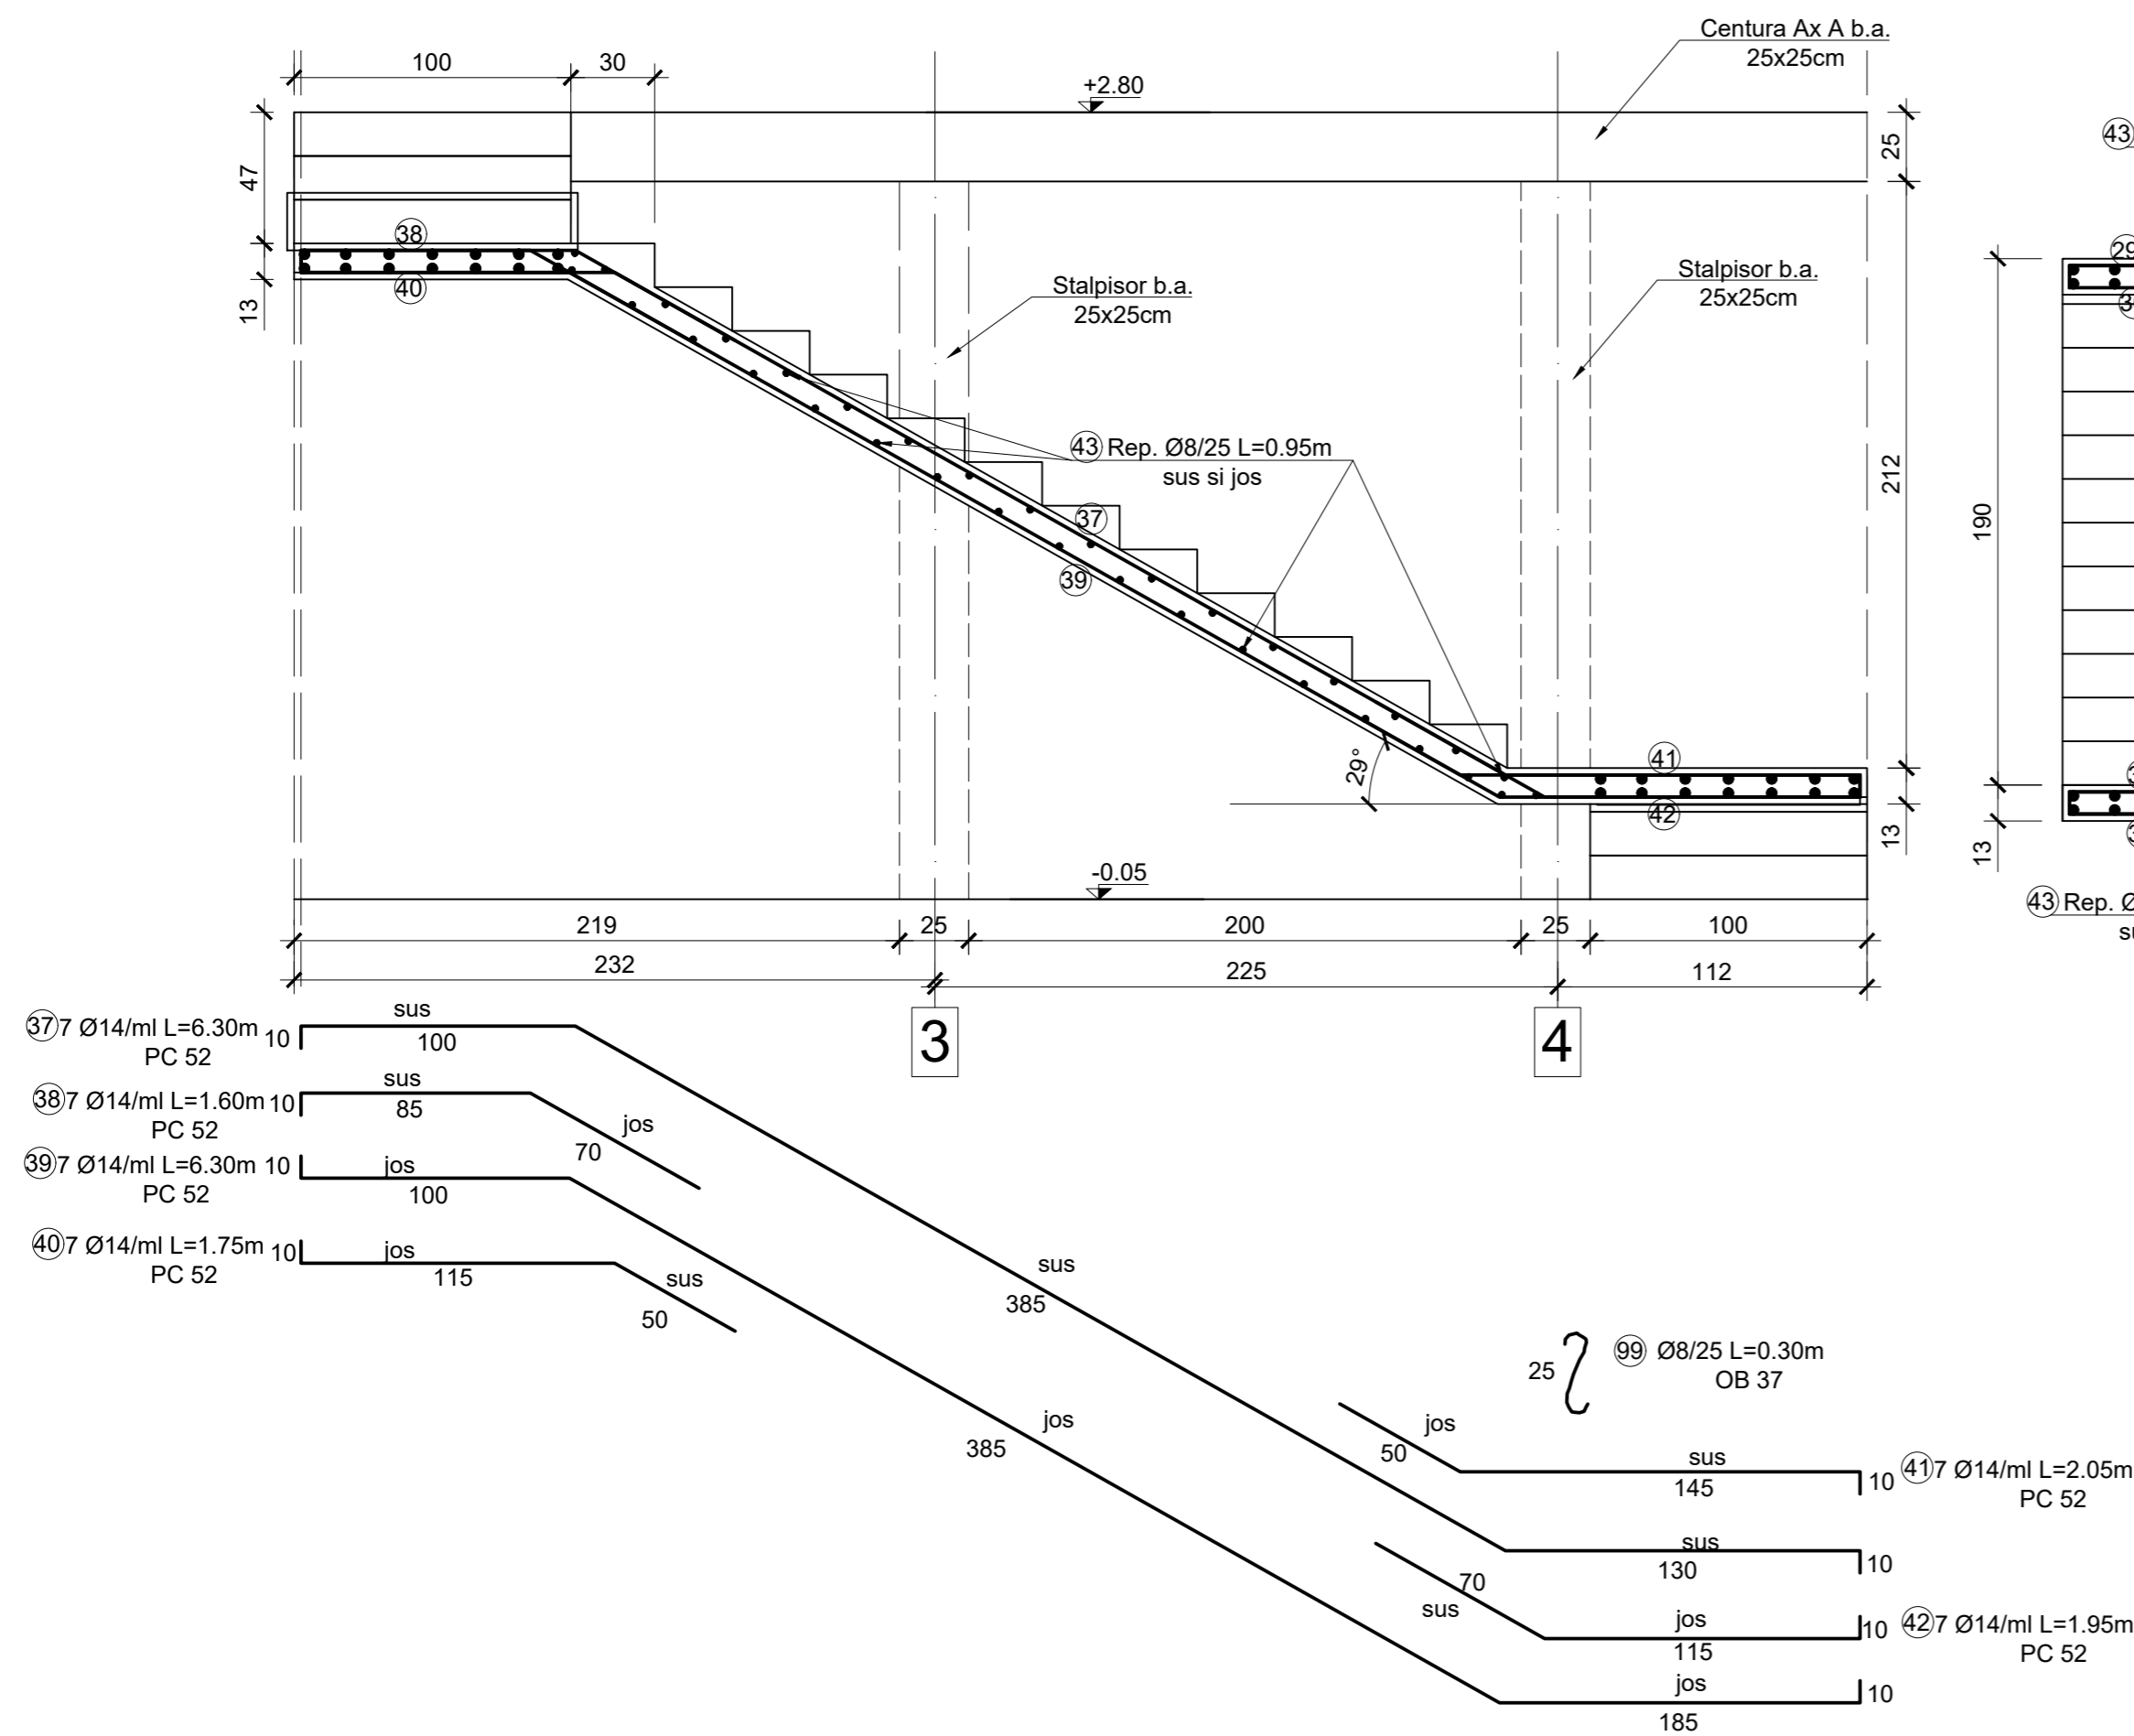 Centura Ax A b.a.
25x25cm
100
30
+2.80
47
13
38
40
25
212
13
Stalpisor b.a.
25x25cm
Stalpisor b.a.
25x25cm
43 Rep. Ø8/25 L=0.95m
sus si jos
37
39
29°
41
42
-0.05
219
25
200
25
100
232
225
112
3
4
43
29
190
13
43 Rep. Ø
37 7 Ø14/ml L=6.30m
PC 52
10
sus
100
38 7 Ø14/ml L=1.60m
PC 52
10
sus
85
jos
70
39 7 Ø14/ml L=6.30m
PC 52
10
jos
100
40 7 Ø14/ml L=1.75m
PC 52
10
jos
115
sus
50
sus
385
jos
385
25
99 Ø8/25 L=0.30m
OB 37
jos
50
sus
145
10
41 7 Ø14/ml L=2.05m
PC 52
sus
130
10
70
sus
jos
115
10
42 7 Ø14/ml L=1.95m
PC 52
jos
185
10